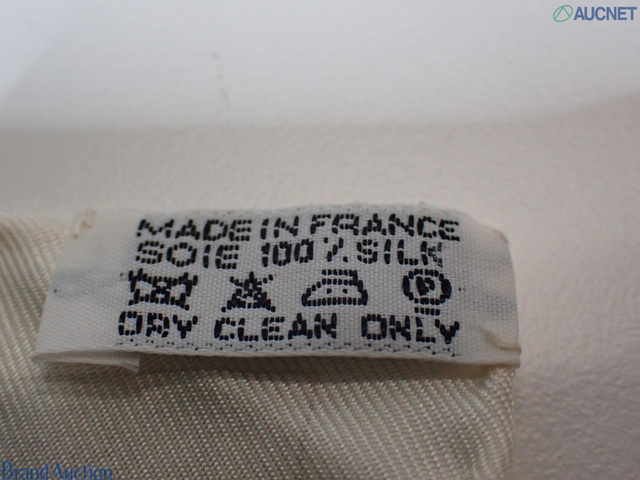 AUCNET
MADE IN FRANCE
SOIE 100% SILK
P
DRY CLEAN ONLY
Brand Auction